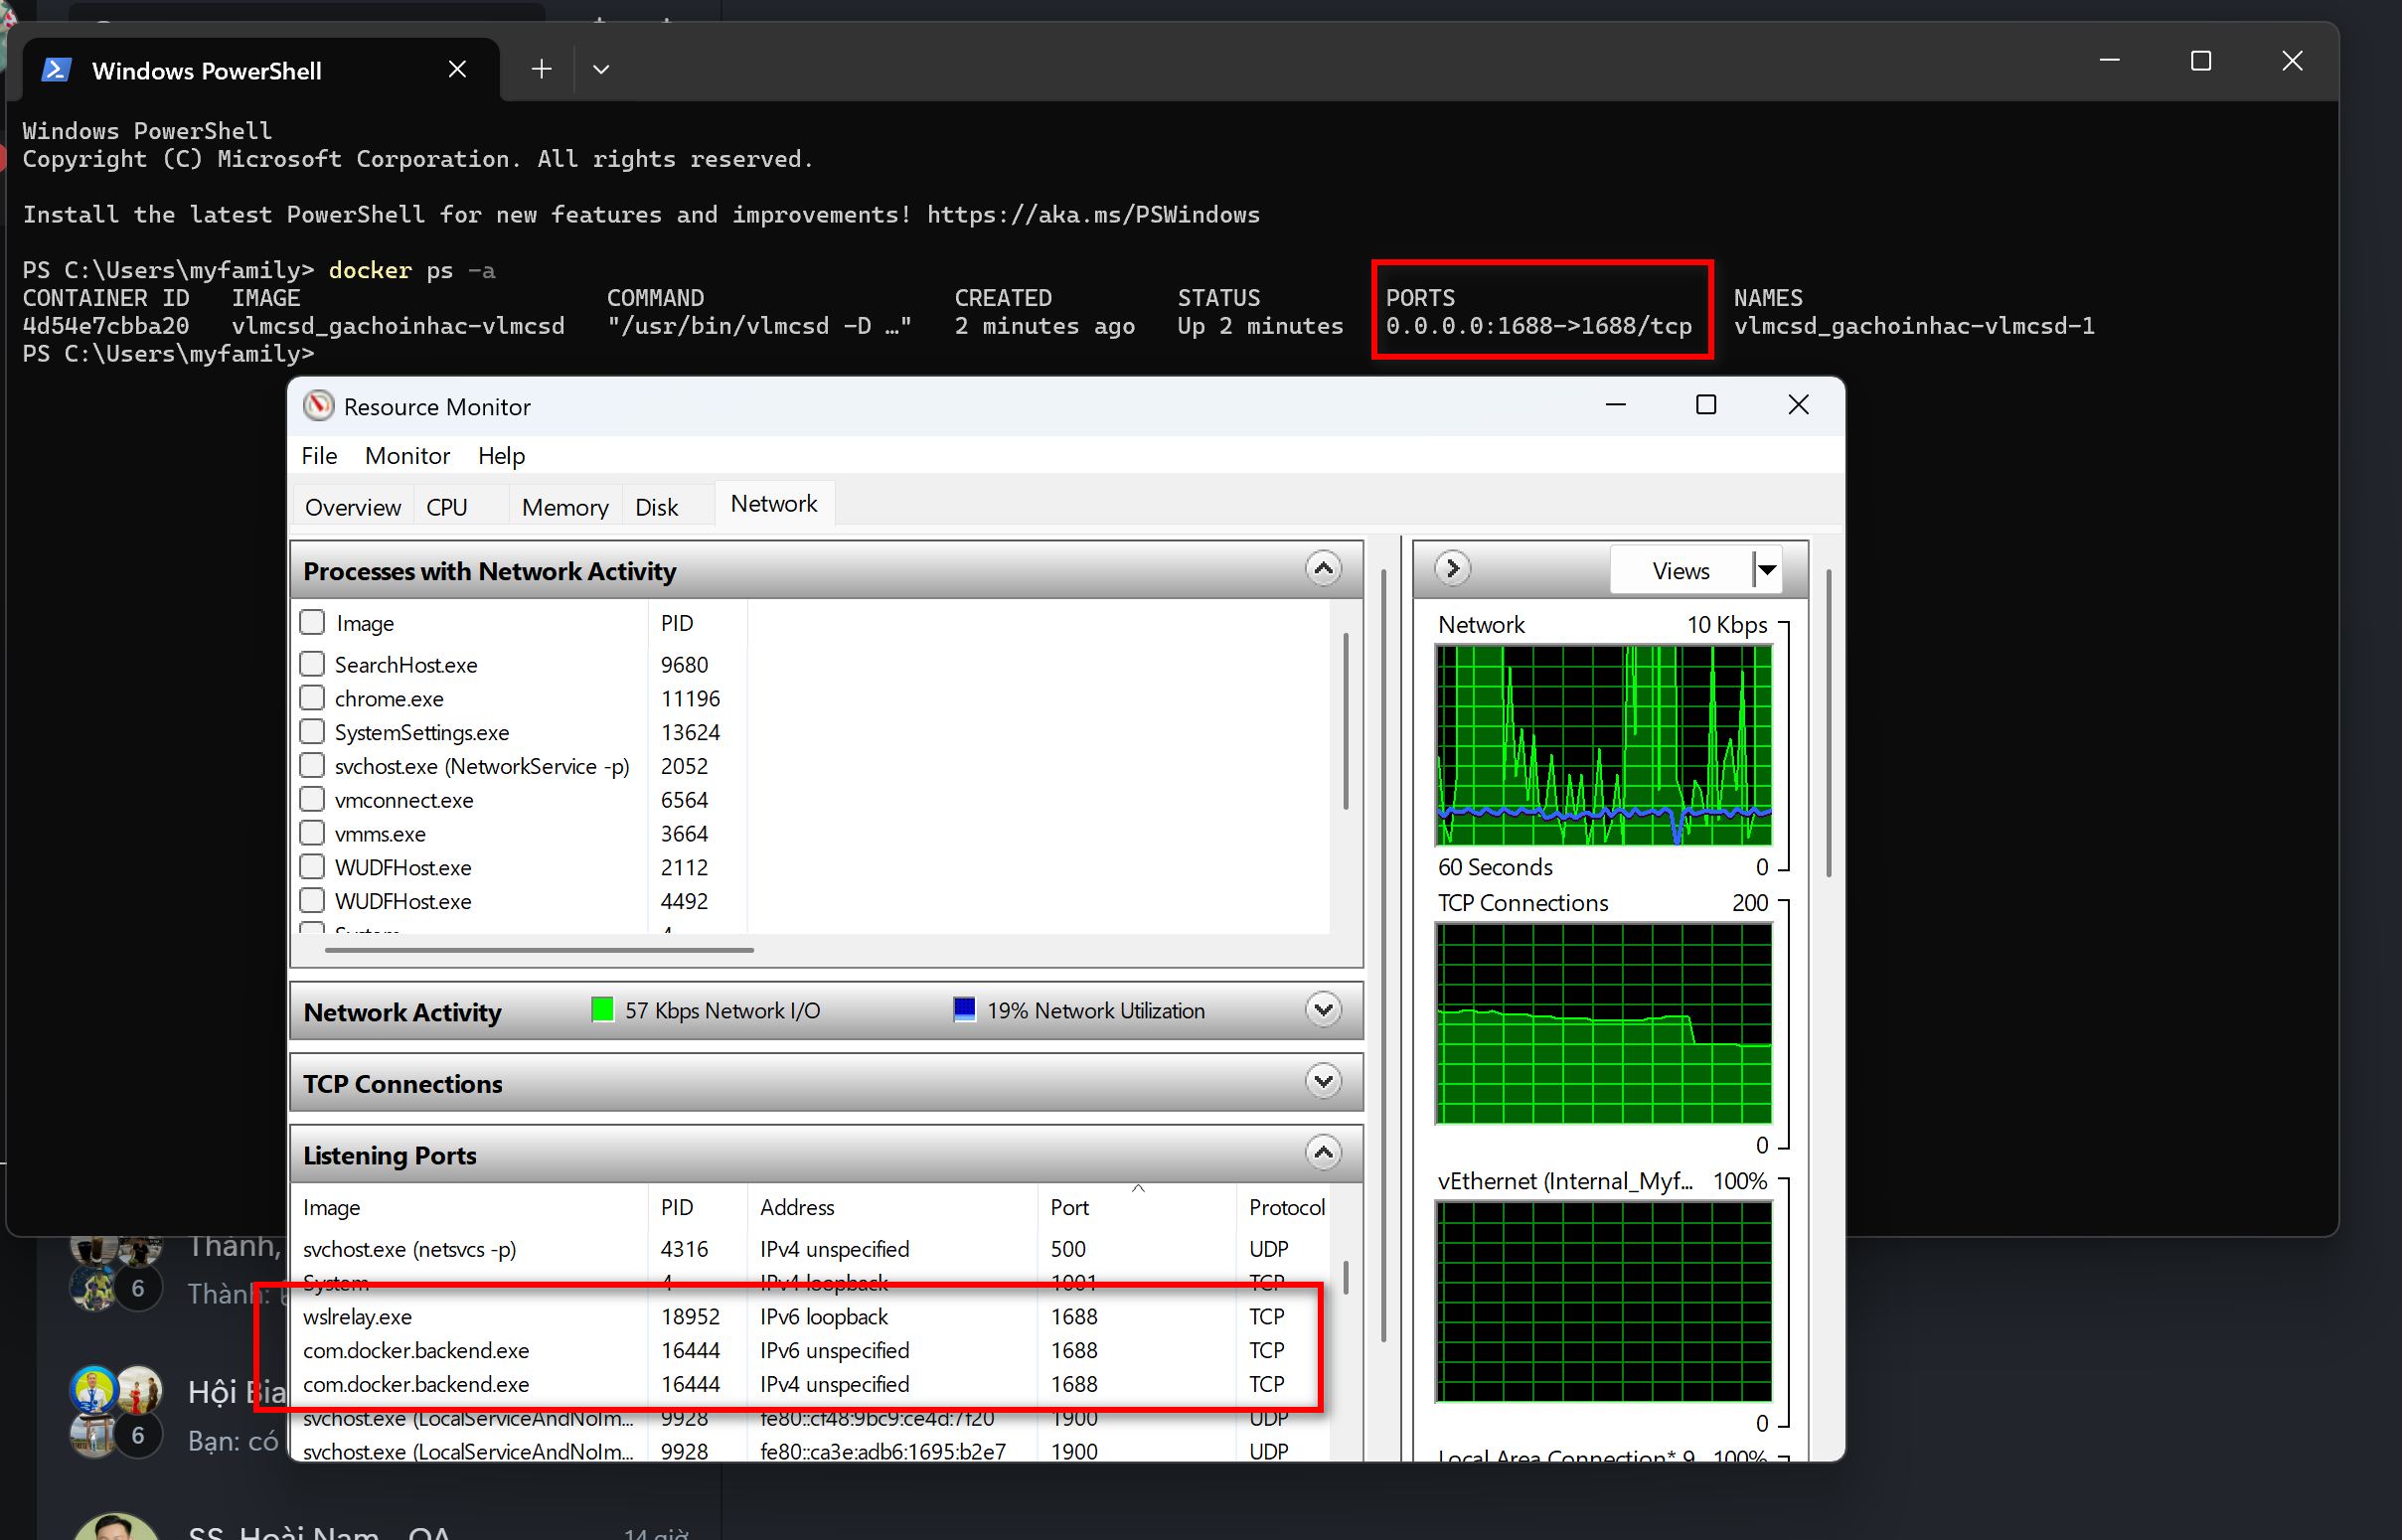 Windows PowerShell
Windows PowerShell
Copyright (C) Microsoft Corporation. All rights reserved.
Install the latest PowerShell for new features and improvements! https://aka.ms/PSWindows
PS C:\Users\myfamily> docker ps -a
CONTAINER ID IMAGE COMMAND CREATED STATUS PORTS NAMES
4d54e7cbba20 vlmcsd_gachoinhac-vlmcsd "/usr/bin/vlmcsd -D …" 2 minutes ago Up 2 minutes 0.0.0.0:1688->1688/tcp vlmcsd_gachoinhac-vlmcsd-1
PS C:\Users\myfamily>
Resource Monitor
File Monitor Help
Overview CPU Memory Disk Network
Processes with Network Activity
Image PID
SearchHost.exe 9680
chrome.exe 11196
SystemSettings.exe 13624
svchost.exe (NetworkService -p) 2052
vmconnect.exe 6564
vmms.exe 3664
WUDFHost.exe 2112
WUDFHost.exe 4492
System 4
Network Activity 57 Kbps Network I/O 19% Network Utilization
TCP Connections
Listening Ports
Image PID Address Port Protocol
svchost.exe (netsvcs -p) 4316 IPv4 unspecified 500 UDP
System 4 IPv4 loopback 1001 TCP
wslrelay.exe 18952 IPv6 loopback 1688 TCP
com.docker.backend.exe 16444 IPv6 unspecified 1688 TCP
com.docker.backend.exe 16444 IPv4 unspecified 1688 TCP
svchost.exe (LocalServiceAndNoIm... 9928 fe80::cf48:9bc9:ce4d:7f20 1900 UDP
svchost.exe (LocalServiceAndNoIm... 9928 fe80::ca3e:adb6:1695:b2e7 1900 UDP
Views
Network 10 Kbps
60 Seconds 0
TCP Connections 200
0
vEthernet (Internal_Myf... 100%
0
Local Area Connection* 9 100%
Thành,
6
Thành:
Hội Bia
6
Bạn: có
SS_Hoài Nam - QA
14 giờ